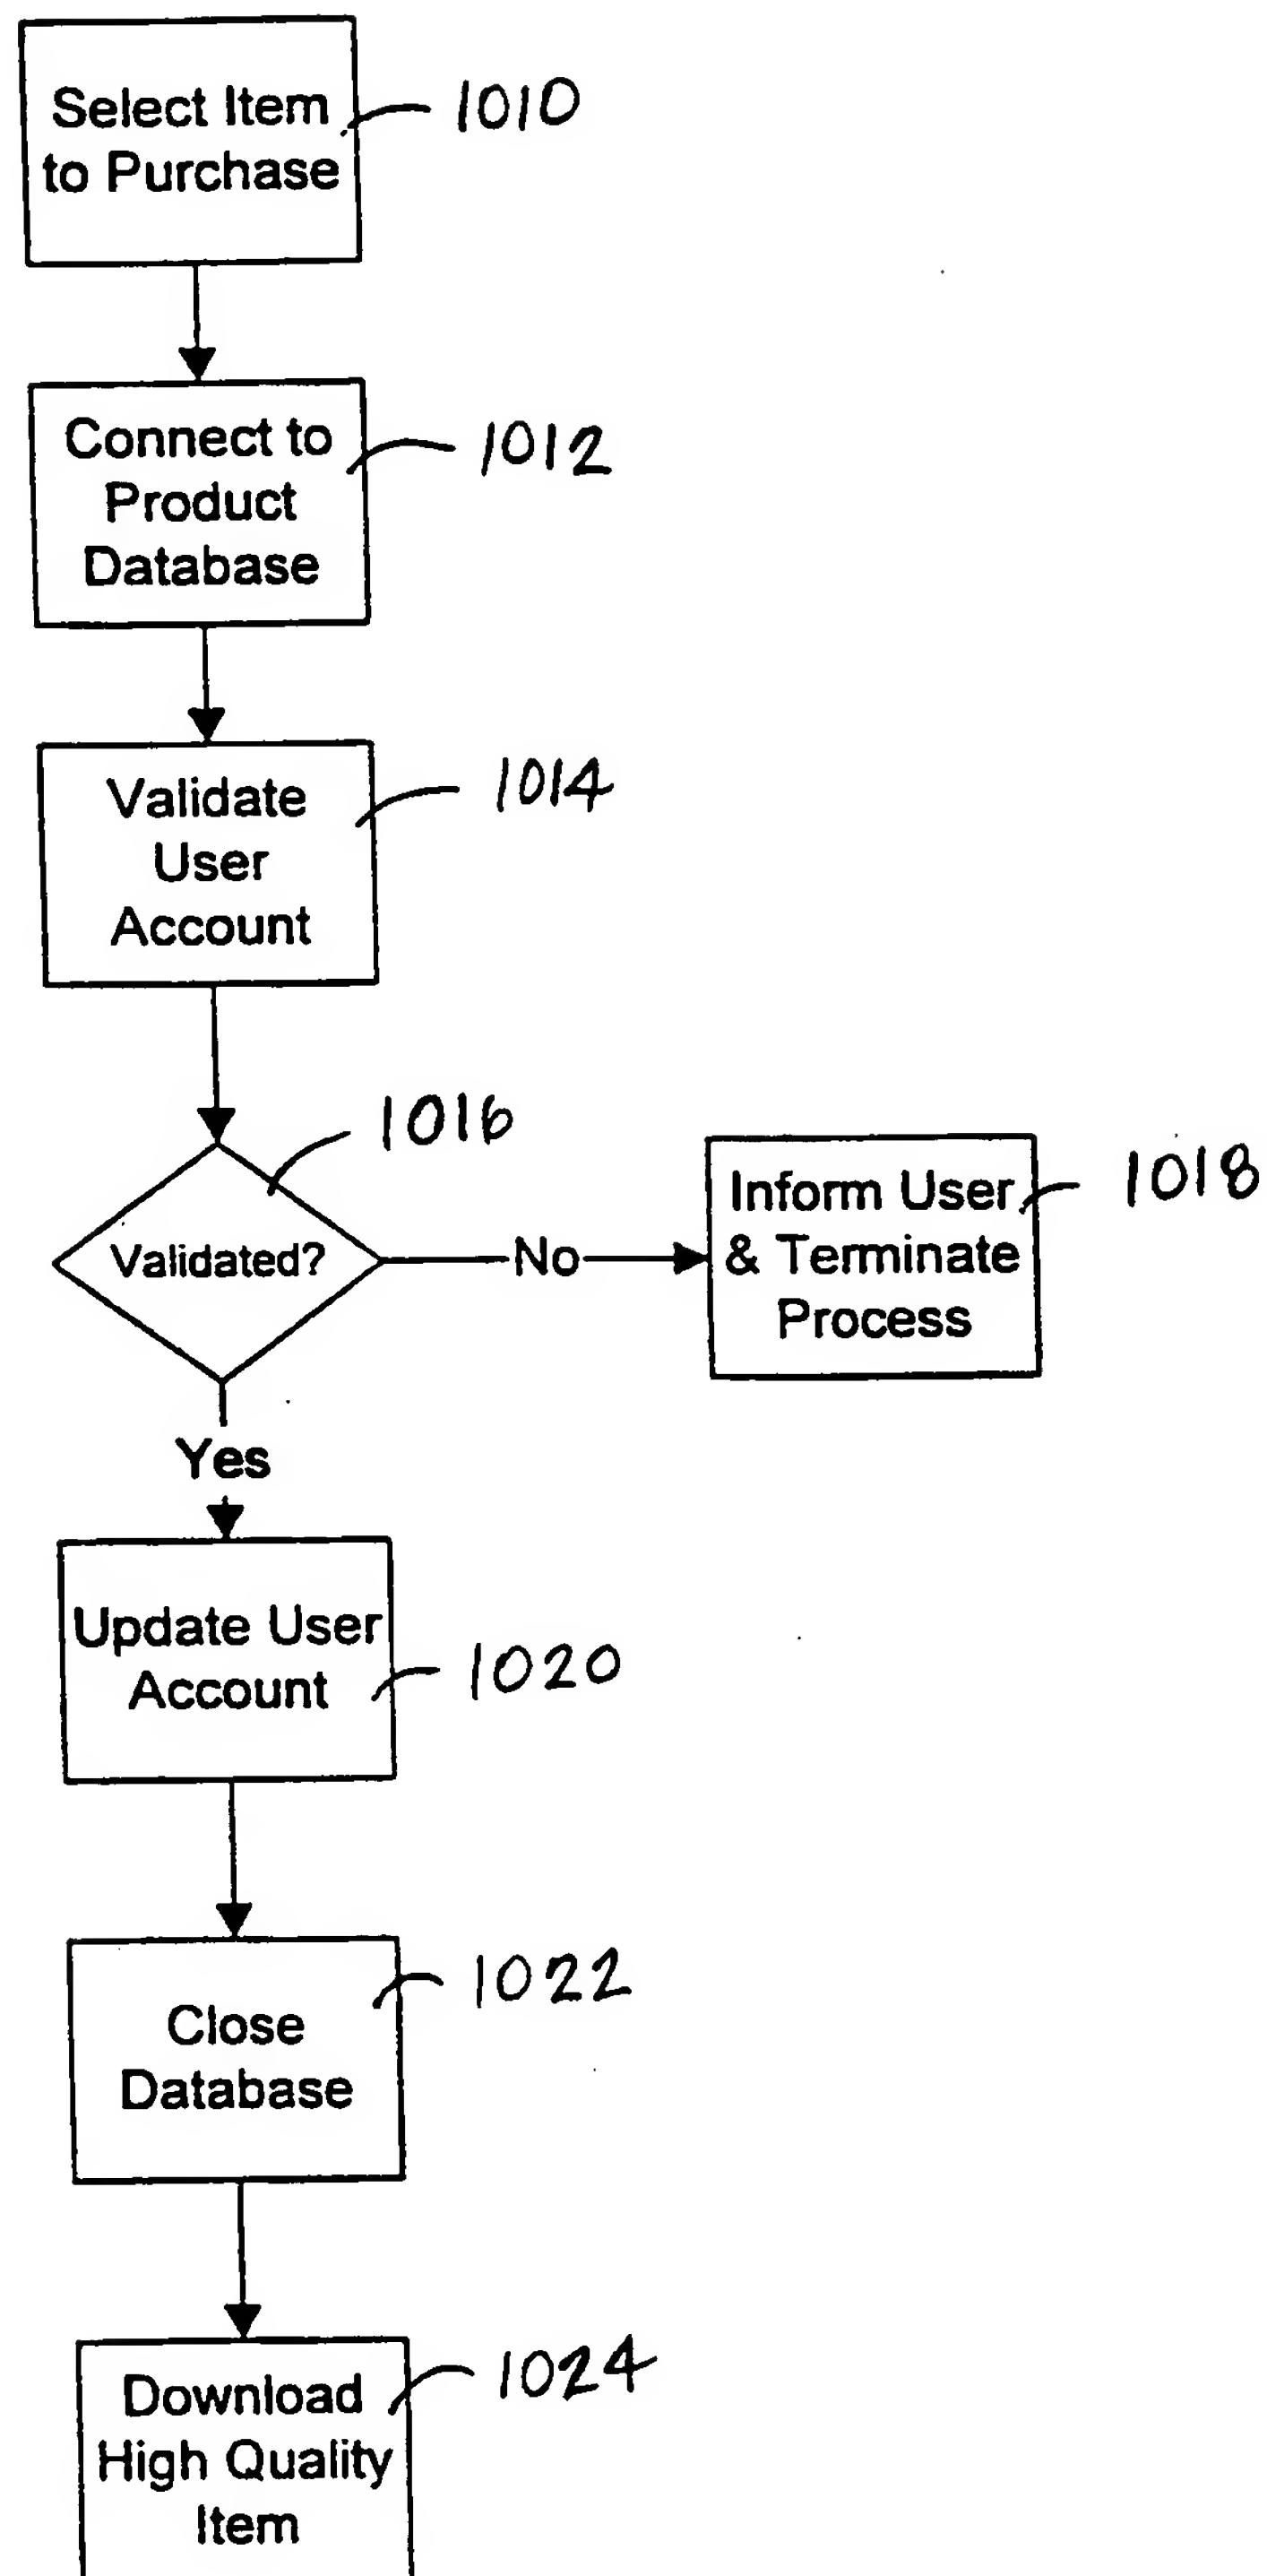 Select Item
to Purchase
1010
Connect to
Product
Database
1012
Validate
User
Account
1014
1016
Validated?
No
Inform User
& Terminate
Process
1018
Yes
Update User
Account
1020
Close
Database
1022
Download
High Quality
Item
1024